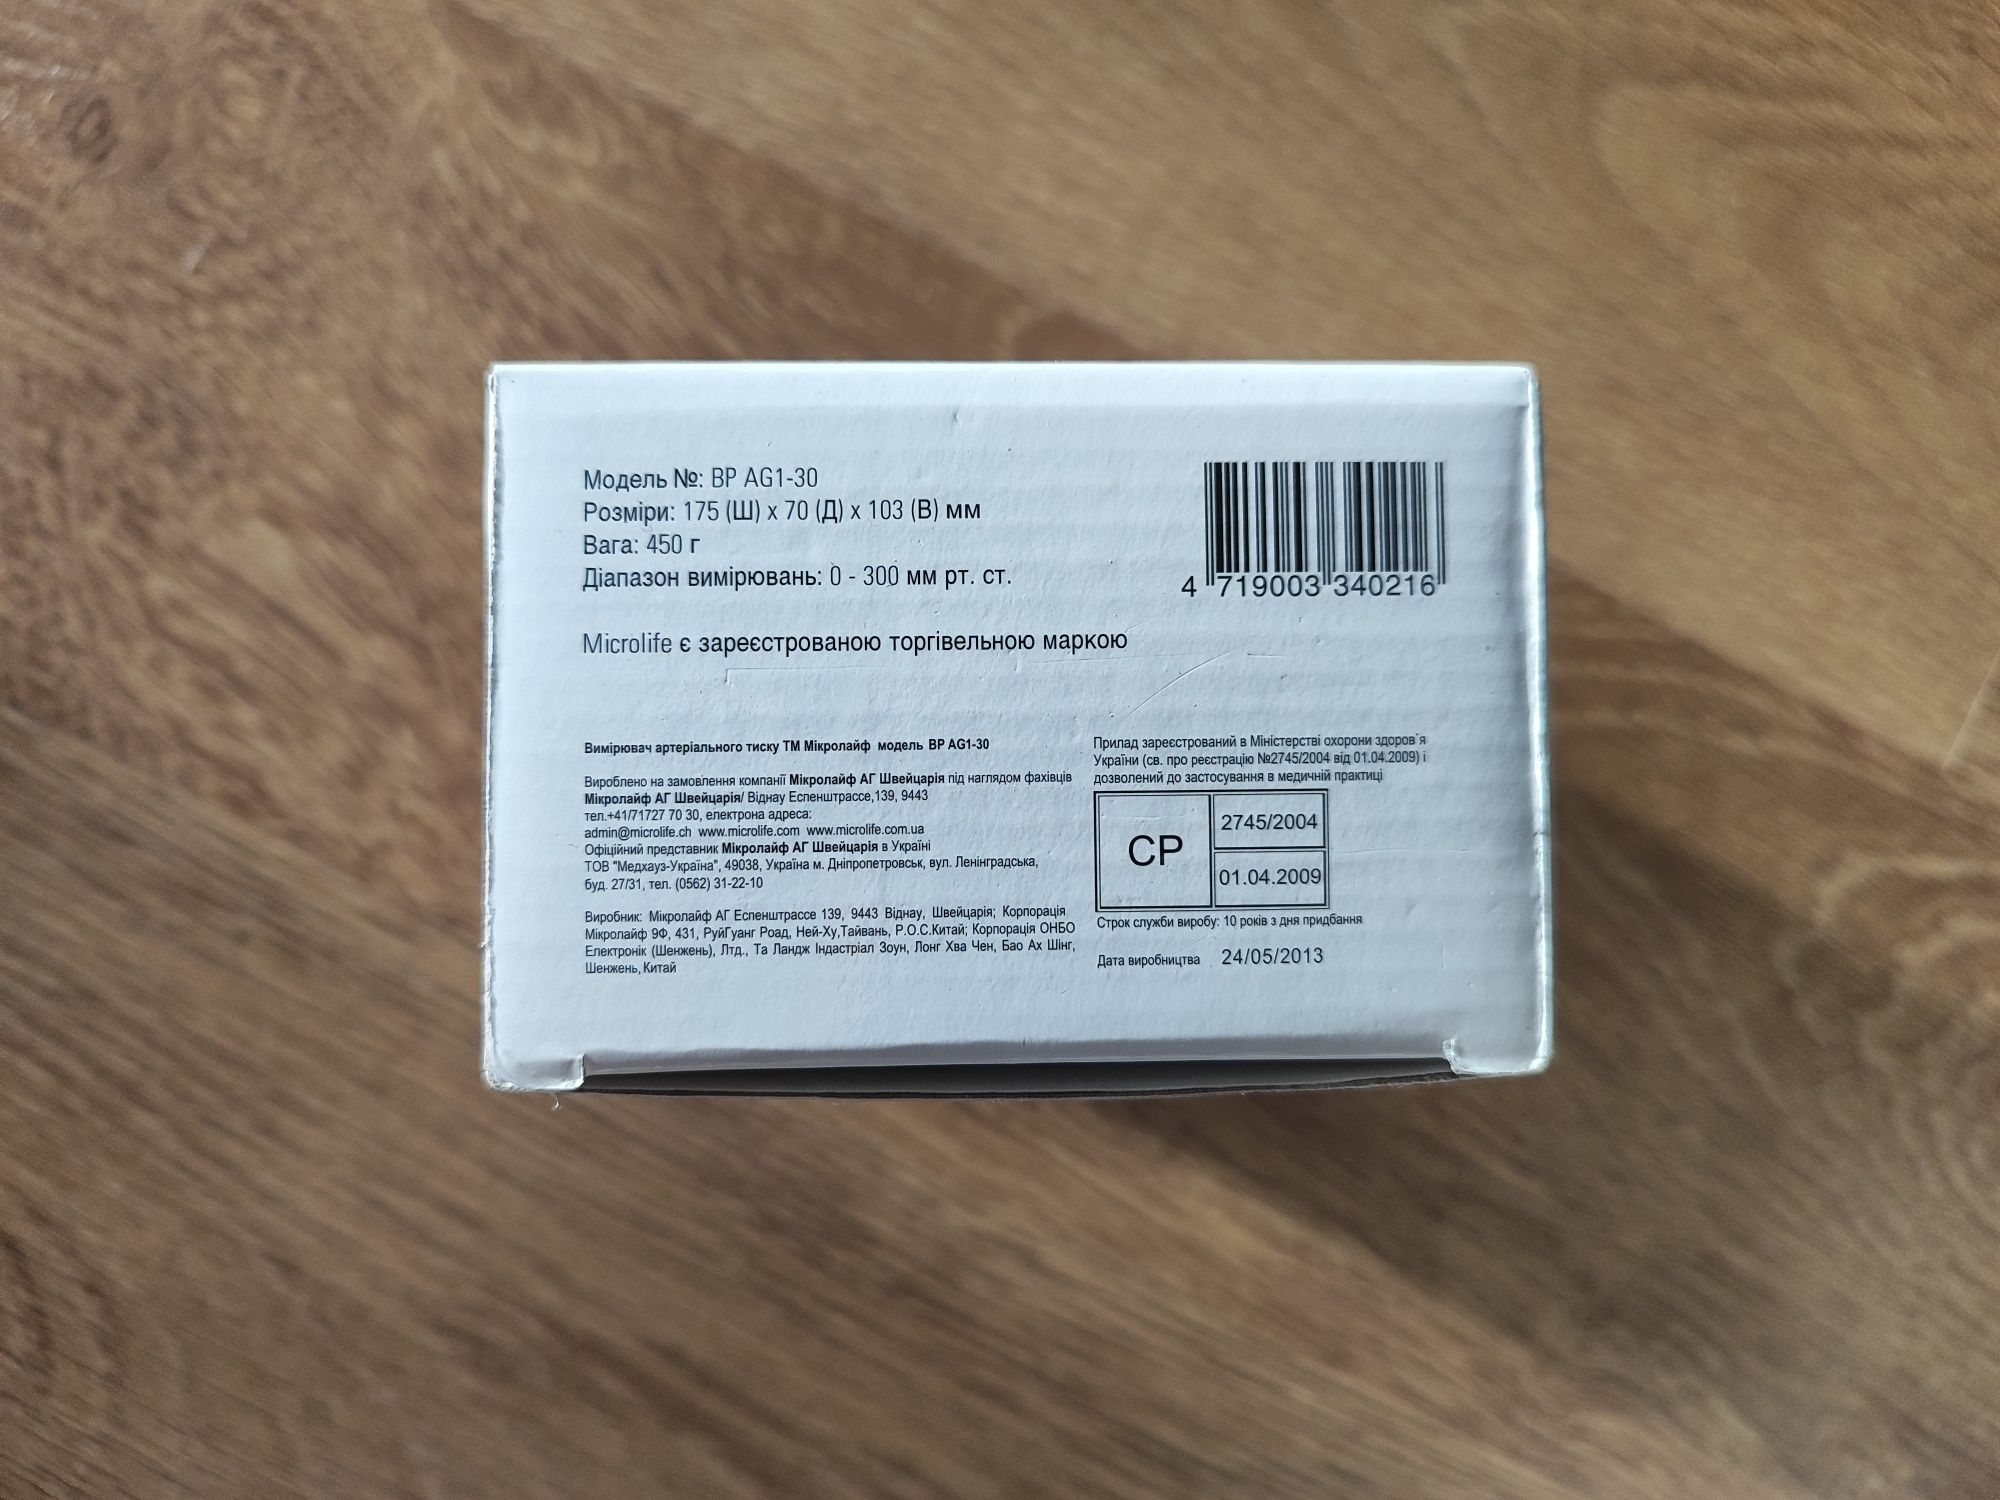 Модель №: BP AG1-30
Розміри: 175 (Ш) x 70 (Д) x 103 (В) мм
Вага: 450 г
Діапазон вимірювань: 0 - 300 мм рт. ст.
4 719003 340216
Microlife є зареєстрованою торгівельною маркою
Вимірювач артеріального тиску ТМ Мікролайф модель BP AG1-30
Вироблено на замовлення компанії Мікролайф АГ Швейцарія під наглядом фахівців
Мікролайф АГ Швейцарія/ Віднау Еспенштрассе,139, 9443
тел.+41/71727 70 30, електрона адреса:
admin@microlife.ch www.microlife.com www.microlife.com.ua
Офіційний представник Мікролайф АГ Швейцарія в Україні
ТОВ "Медхауз-Україна", 49038, Україна м. Дніпропетровськ, вул. Ленінградська,
буд. 27/31, тел. (0562) 31-22-10
Виробник: Мікролайф АГ Еспенштрассе 139, 9443 Віднау, Швейцарія; Корпорація
Мікролайф 9Ф, 431, РуйГуанг Роад, Ней-Ху,Тайвань, Р.О.С.Китай; Корпорація ОНБО
Електронік (Шенжень), Лтд., Та Ландж Індастріал Зоун, Лонг Хва Чен, Бао Ах Шінг,
Шенжень, Китай
Прилад зареєстрований в Міністерстві охорони здоров`я
України (св. про реєстрацію №2745/2004 від 01.04.2009) і
дозволений до застосування в медичній практиці
СР
2745/2004
01.04.2009
Строк служби виробу: 10 років з дня придбання
Дата виробництва 24/05/2013